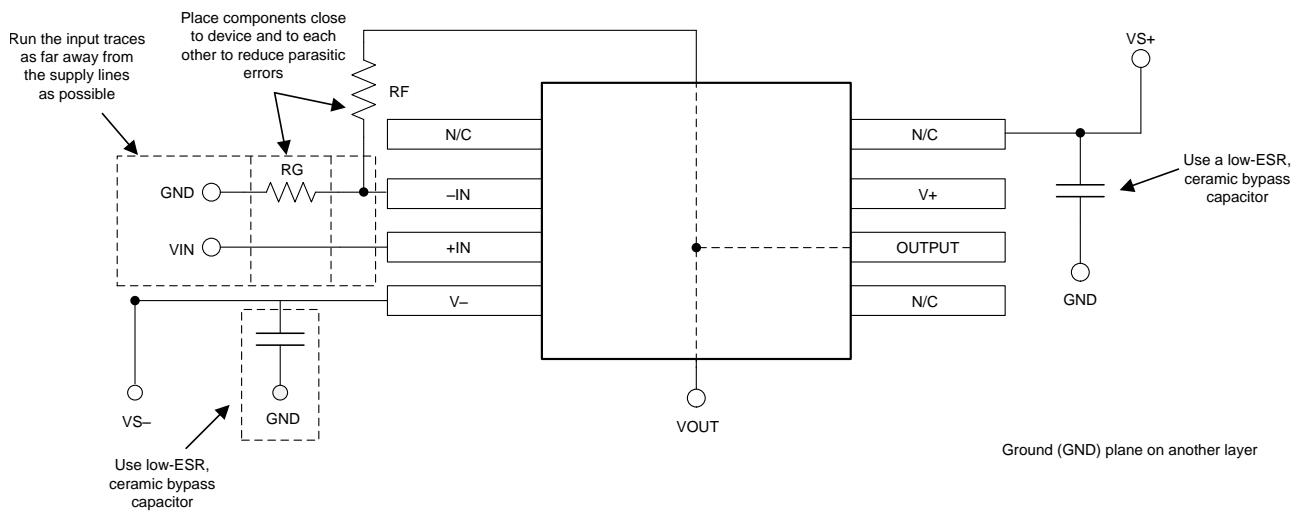 Place components close
to device and to each
other to reduce parasitic
errors
Run the input traces
as far away from
the supply lines
as possible
VS+
RF
N/C
N/C
RG
Use a low-ESR,
ceramic bypass
capacitor
GND
–IN
V+
VIN
+IN
OUTPUT
GND
V–
N/C
VS–
GND
VOUT
Use low-ESR,
ceramic bypass
capacitor
Ground (GND) plane on another layer